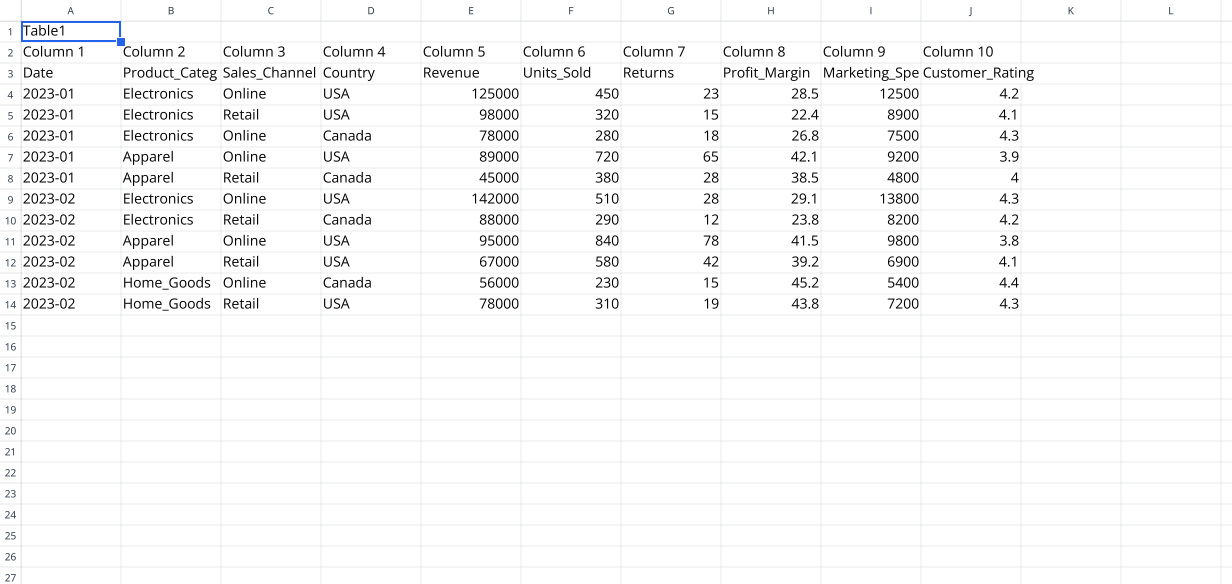 A B C D E F G H I J K L
1 Table1
2 Column 1 Column 2 Column 3 Column 4 Column 5 Column 6 Column 7 Column 8 Column 9 Column 10
3 Date Product_Categ Sales_Channel Country Revenue Units_Sold Returns Profit_Margin Marketing_Spe Customer_Rating
4 2023-01 Electronics Online USA 125000 450 23 28.5 12500 4.2
5 2023-01 Electronics Retail USA 98000 320 15 22.4 8900 4.1
6 2023-01 Electronics Online Canada 78000 280 18 26.8 7500 4.3
7 2023-01 Apparel Online USA 89000 720 65 42.1 9200 3.9
8 2023-01 Apparel Retail Canada 45000 380 28 38.5 4800 4
9 2023-02 Electronics Online USA 142000 510 28 29.1 13800 4.3
10 2023-02 Electronics Retail Canada 88000 290 12 23.8 8200 4.2
11 2023-02 Apparel Online USA 95000 840 78 41.5 9800 3.8
12 2023-02 Apparel Retail USA 67000 580 42 39.2 6900 4.1
13 2023-02 Home_Goods Online Canada 56000 230 15 45.2 5400 4.4
14 2023-02 Home_Goods Retail USA 78000 310 19 43.8 7200 4.3
15
16
17
18
19
20
21
22
23
24
25
26
27